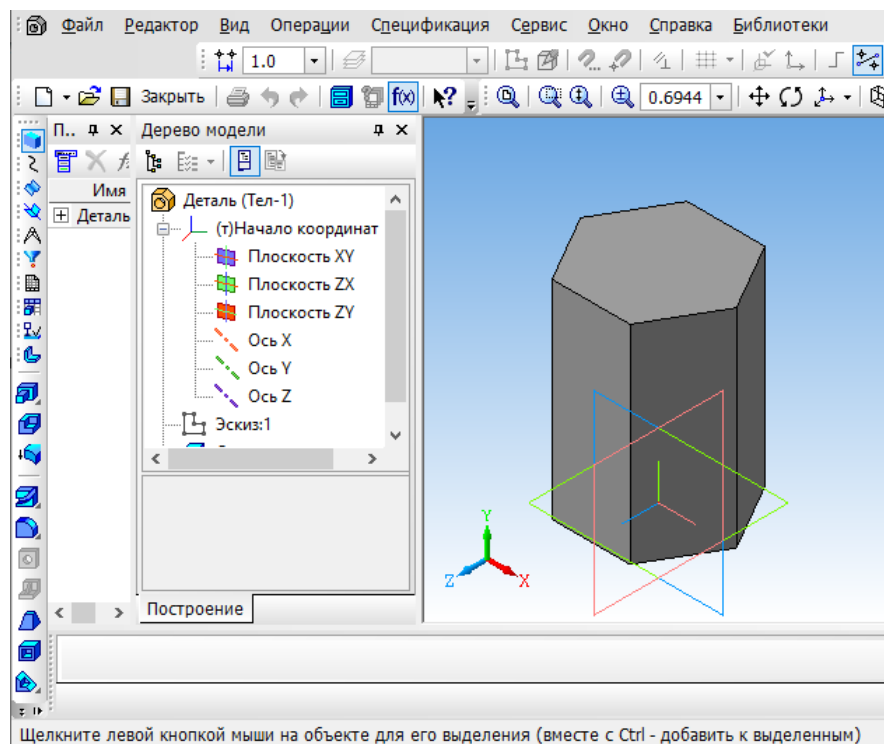 Файл Редактор Вид Операции Спецификация Сервис Окно Справка Библиотеки
1.0
Закрыть f(x) 0.6944
П.. Дерево модели
Имя
Деталь
Деталь (Тел-1)
(т)Начало координат
Плоскость XY
Плоскость ZX
Плоскость ZY
Ось X
Ось Y
Ось Z
Эскиз:1
Построение
Y
Z
X
Щелкните левой кнопкой мыши на объекте для его выделения (вместе с Ctrl - добавить к выделенным)